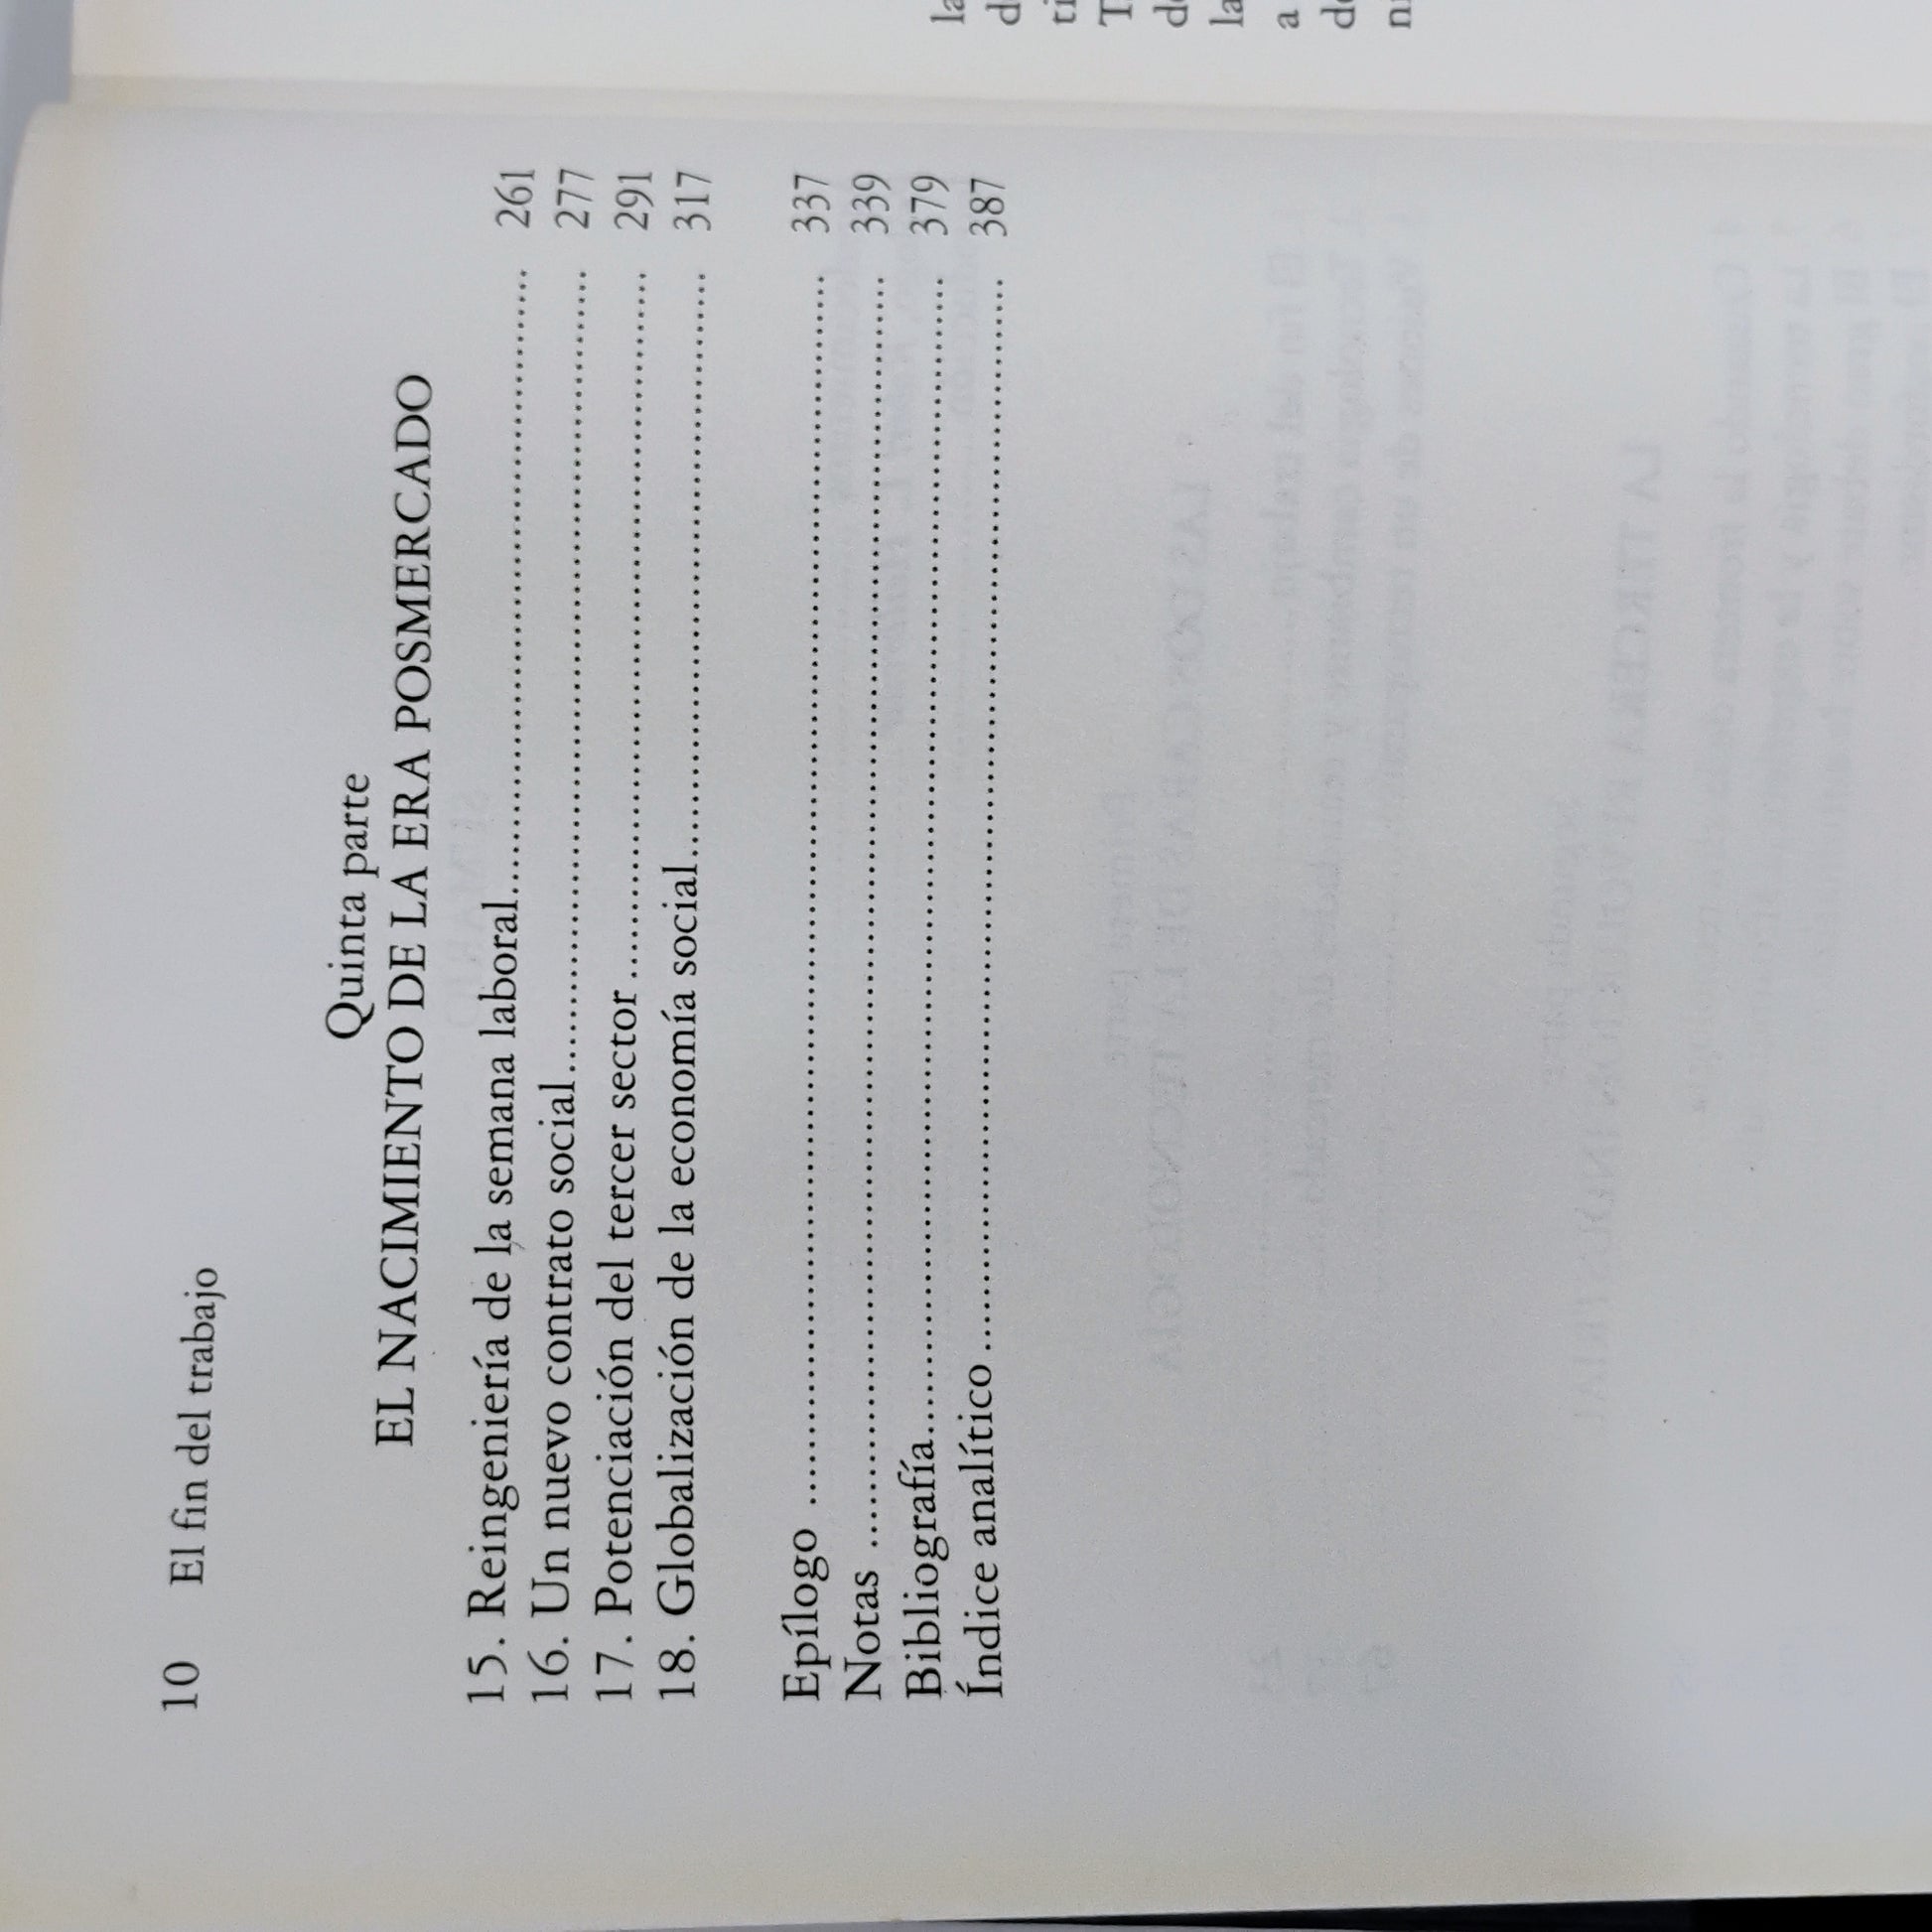 10 El fin del trabajo
Quinta parte
EL NACIMIENTO DE LA ERA POSMERCADO
15. Reingeniería de la semana laboral........ 261
16. Un nuevo contrato social........ 277
17. Potenciación del tercer sector........ 291
18. Globalización de la economía social........ 317
Epílogo ........ 337
Notas ........ 339
Bibliografía........ 379
Índice analítico ........ 387